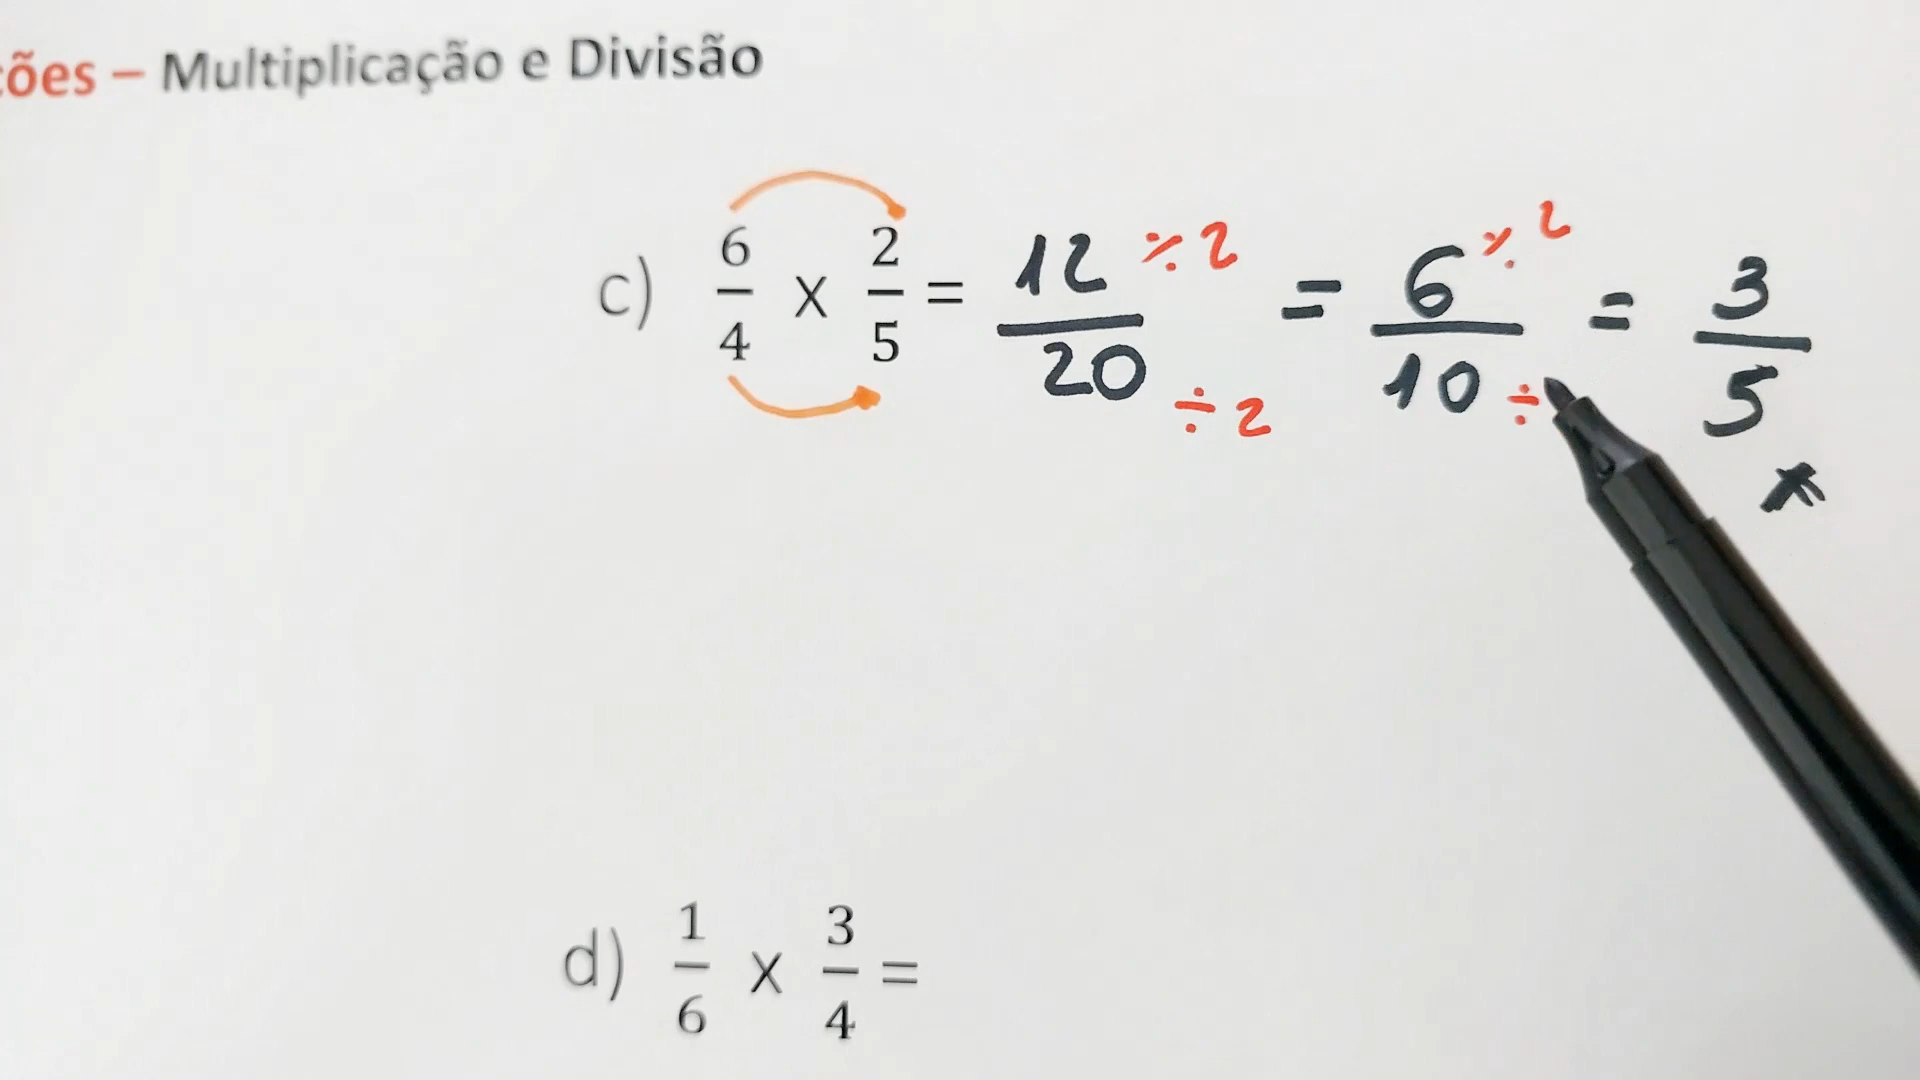 ções – Multiplicação e Divisão
c) 6/4 x 2/5 = 12/20 ÷2 ÷2 = 6/10 ÷2 ÷ = 3/5 *
d) 1/6 x 3/4 =